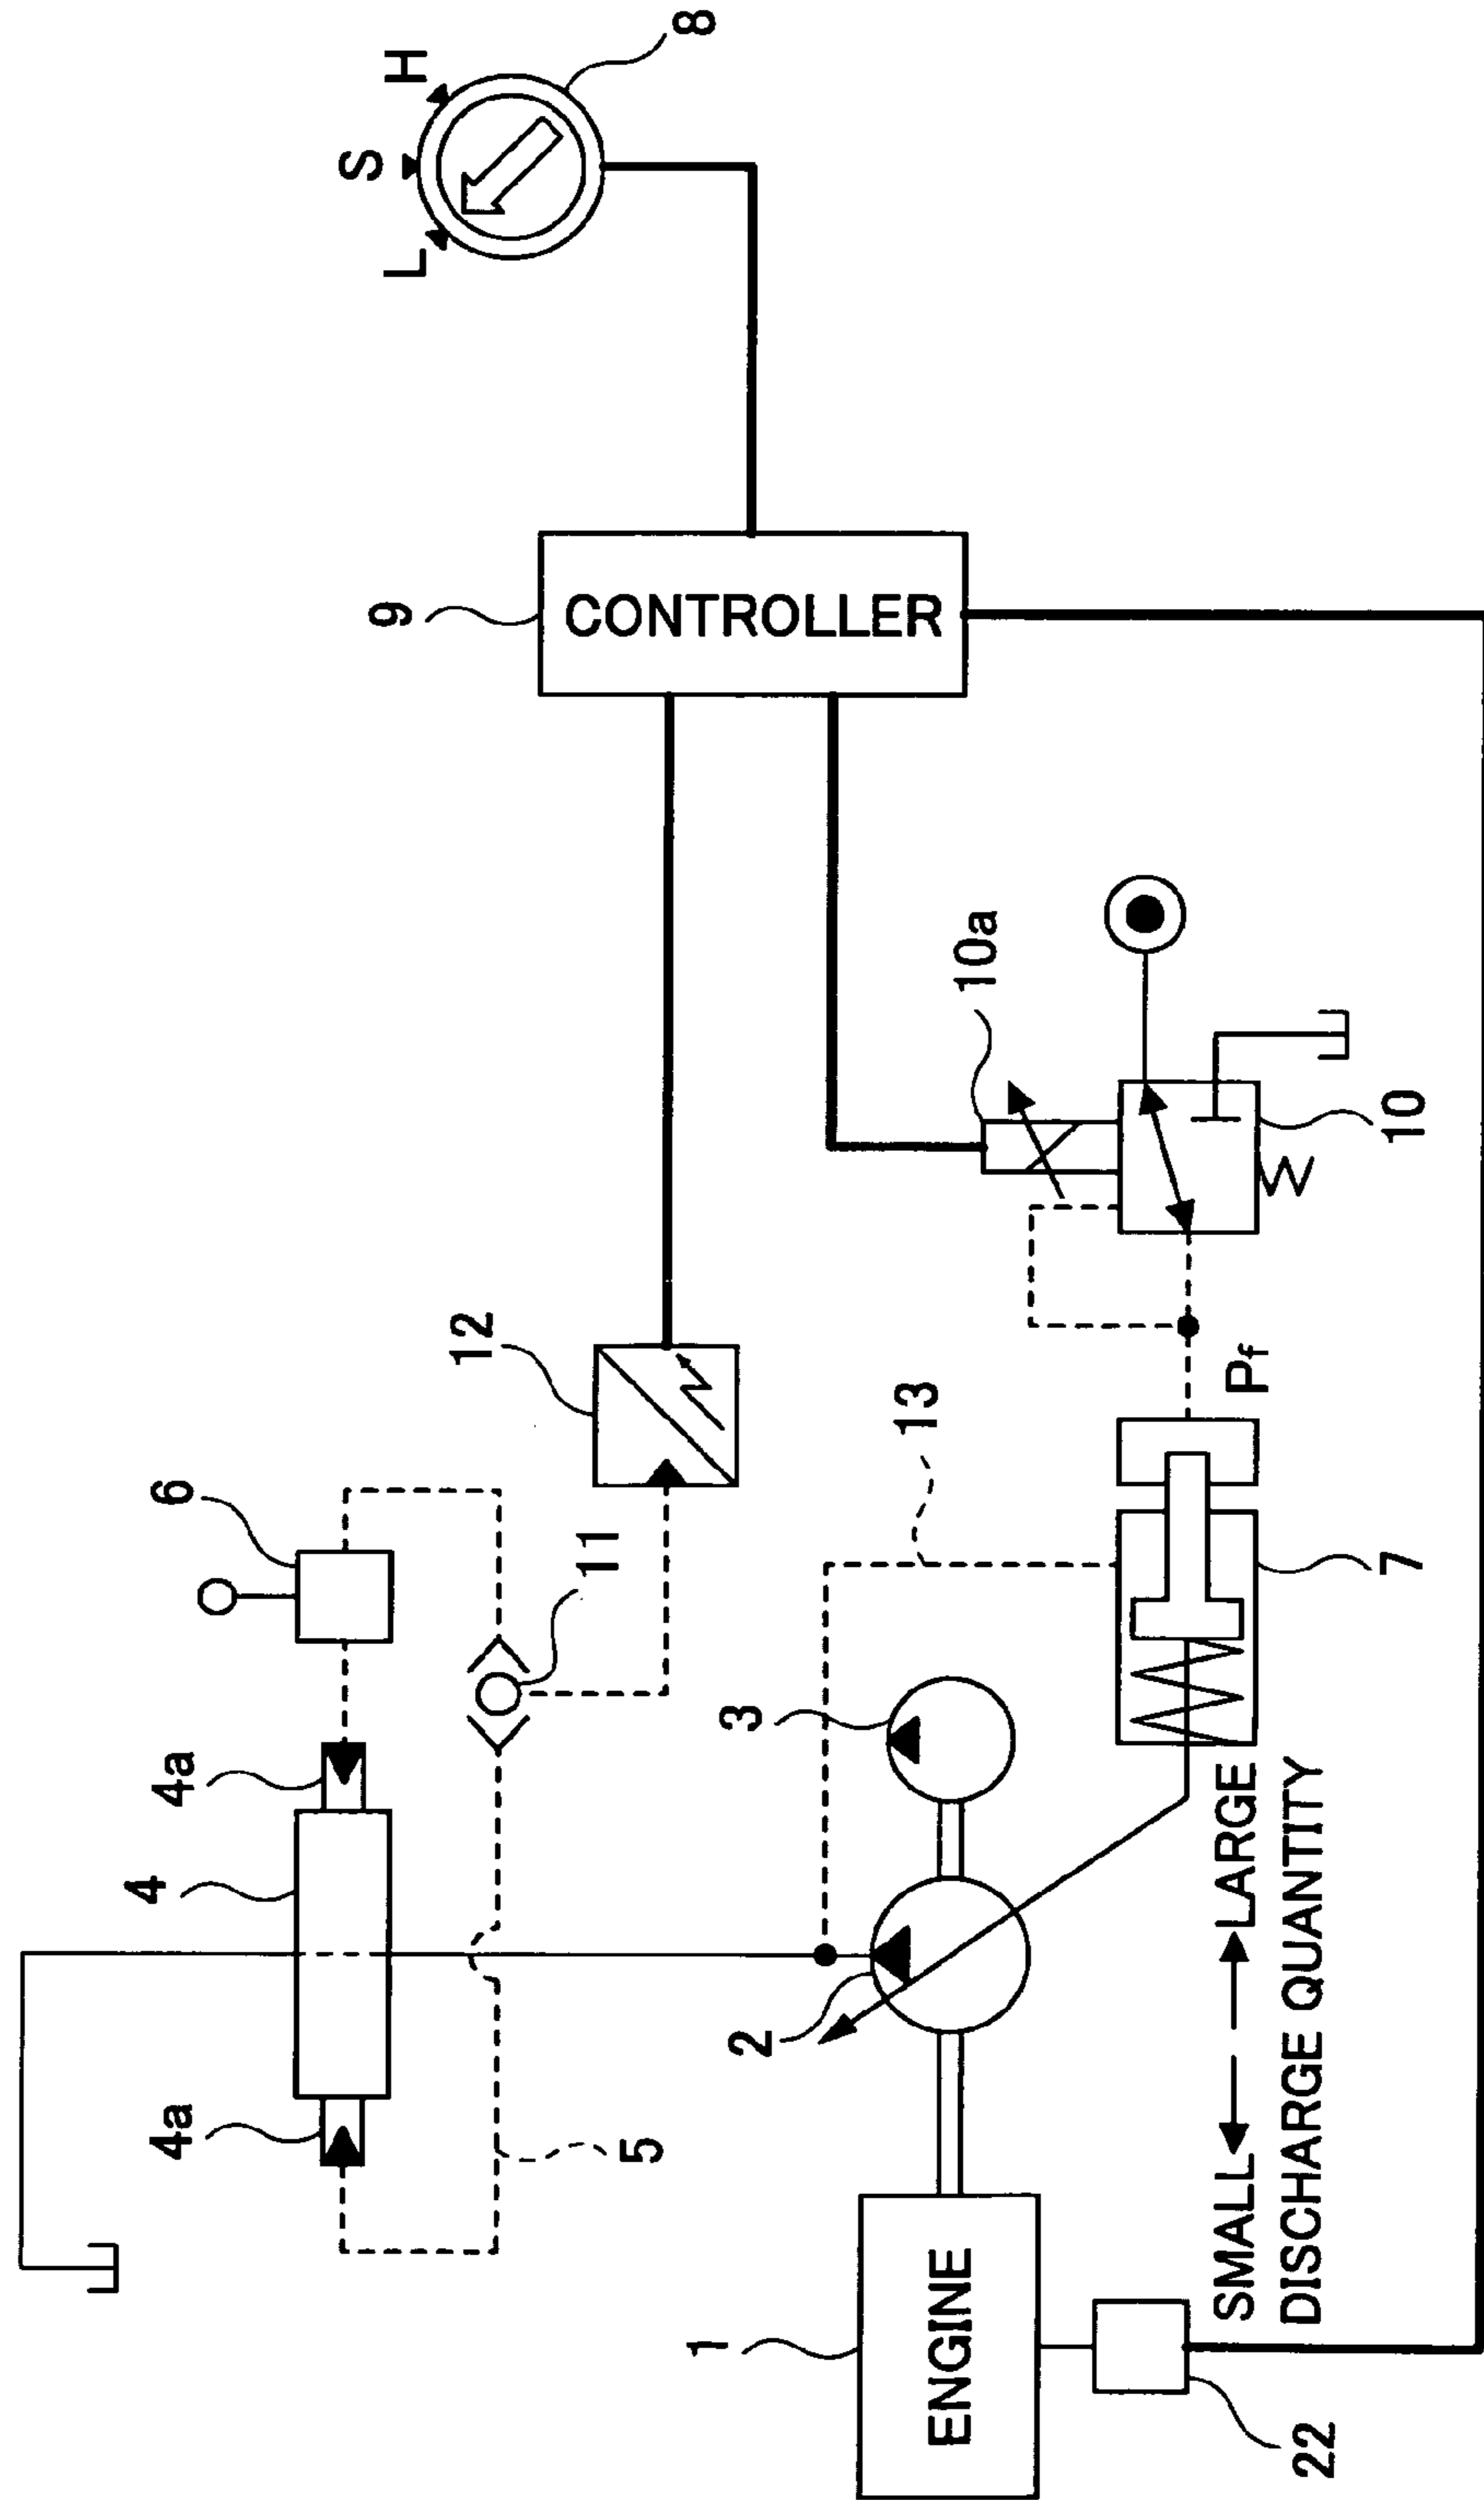 4a
4
4a
6
12
9
L
S
H
8
5
11
CONTROLLER
1
2
3
13
10a
ENGINE
Pf
SMALL
LARGE
DISCHARGE QUANTITY
7
10
22